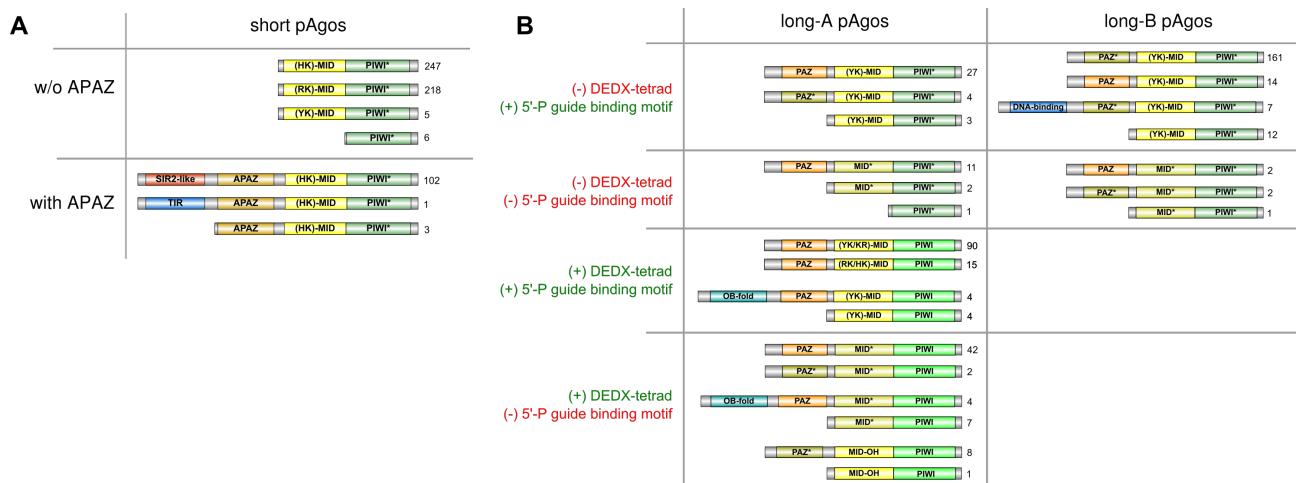 A
short pAgos
w/o APAZ
(HK)-MID PIWI* 247
(RK)-MID PIWI* 218
(YK)-MID PIWI* 5
PIWI* 6
with APAZ
SIR2-like APAZ (HK)-MID PIWI* 102
TIR APAZ (HK)-MID PIWI* 1
APAZ (HK)-MID PIWI* 3
B
long-A pAgos
long-B pAgos
(-) DEDX-tetrad
(+) 5'-P guide binding motif
PAZ (YK)-MID PIWI* 27
PAZ* (YK)-MID PIWI* 4
(YK)-MID PIWI* 3
PAZ* (YK)-MID PIWI* 161
PAZ (YK)-MID PIWI* 14
DNA-binding PAZ* (YK)-MID PIWI* 7
(YK)-MID PIWI* 12
(-) DEDX-tetrad
(-) 5'-P guide binding motif
PAZ MID* PIWI* 11
MID* PIWI* 2
PIWI* 1
PAZ MID* PIWI* 2
PAZ* MID* PIWI* 2
MID* PIWI* 1
(+) DEDX-tetrad
(+) 5'-P guide binding motif
PAZ (YK/KR)-MID PIWI 90
PAZ (RK/HK)-MID PIWI 15
OB-fold PAZ (YK)-MID PIWI 4
(YK)-MID PIWI 4
(+) DEDX-tetrad
(-) 5'-P guide binding motif
PAZ MID* PIWI 42
PAZ* MID* PIWI 2
OB-fold PAZ MID* PIWI 4
MID* PIWI 7
PAZ* MID-OH PIWI 8
MID-OH PIWI 1